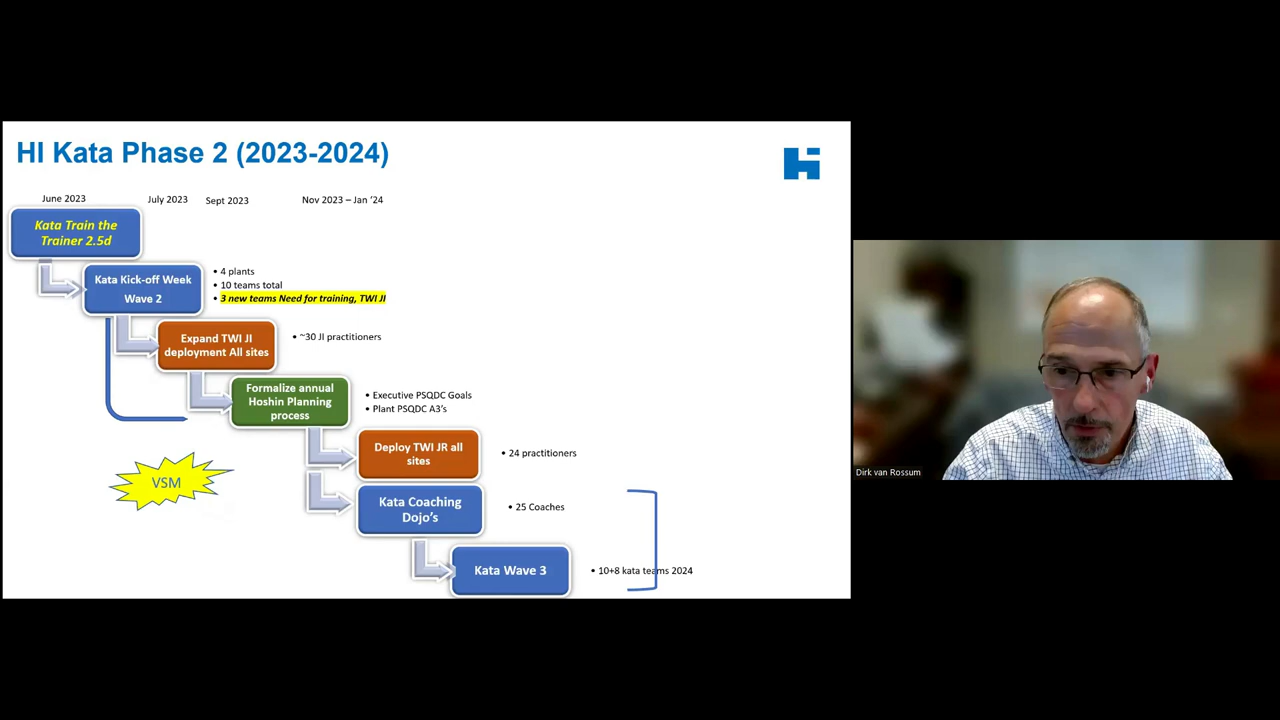 HI Kata Phase 2 (2023-2024)
June 2023
July 2023
Sept 2023
Nov 2023 – Jan '24
Kata Train the
Trainer 2.5d
Kata Kick-off Week
Wave 2
• 4 plants
• 10 teams total
• 3 new teams Need for training, TWI JI
Expand TWI JI
deployment All sites
• ~30 JI practitioners
Formalize annual
Hoshin Planning
process
• Executive PSQDC Goals
• Plant PSQDC A3's
Deploy TWI JR all
sites
• 24 practitioners
VSM
Kata Coaching
Dojo's
• 25 Coaches
Kata Wave 3
• 10+8 kata teams 2024
Dirk van Rossum